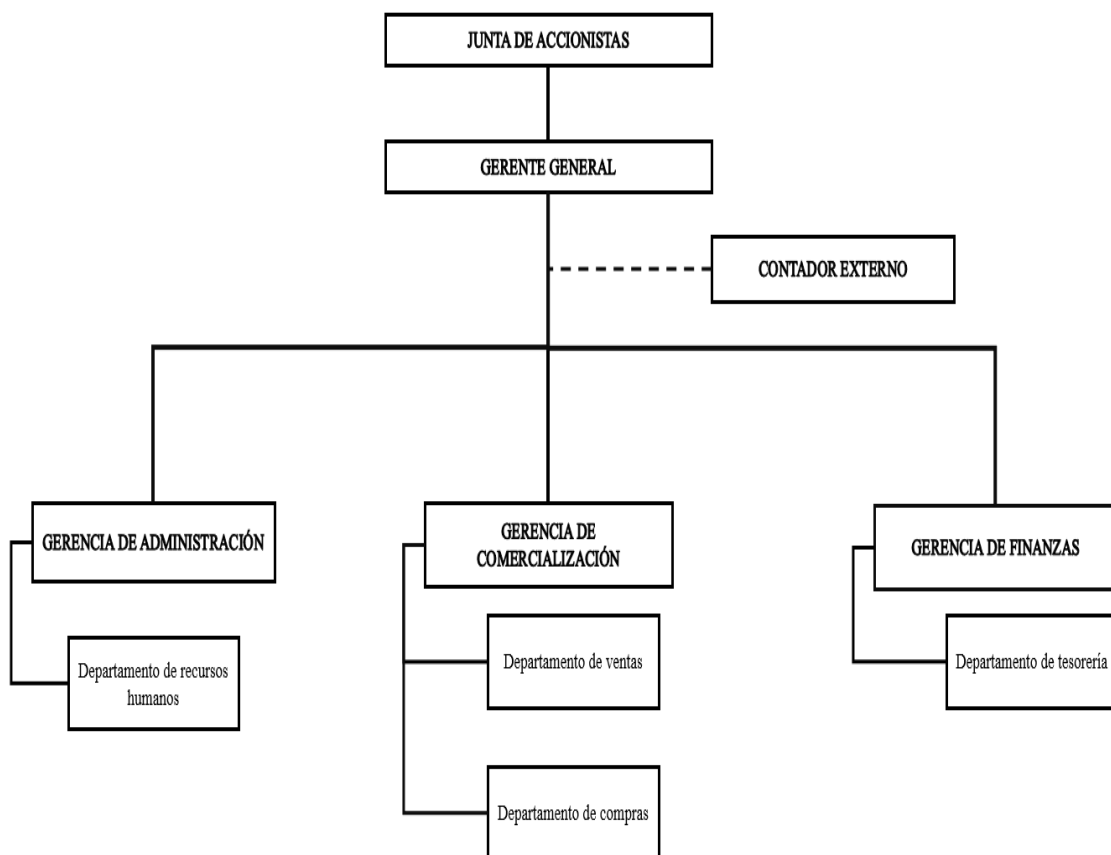 JUNTA DE ACCIONISTAS
GERENTE GENERAL
CONTADOR EXTERNO
GERENCIA DE ADMINISTRACIÓN
GERENCIA DE
COMERCIALIZACIÓN
GERENCIA DE FINANZAS
Departamento de recursos
humanos
Departamento de ventas
Departamento de tesorería
Departamento de compras